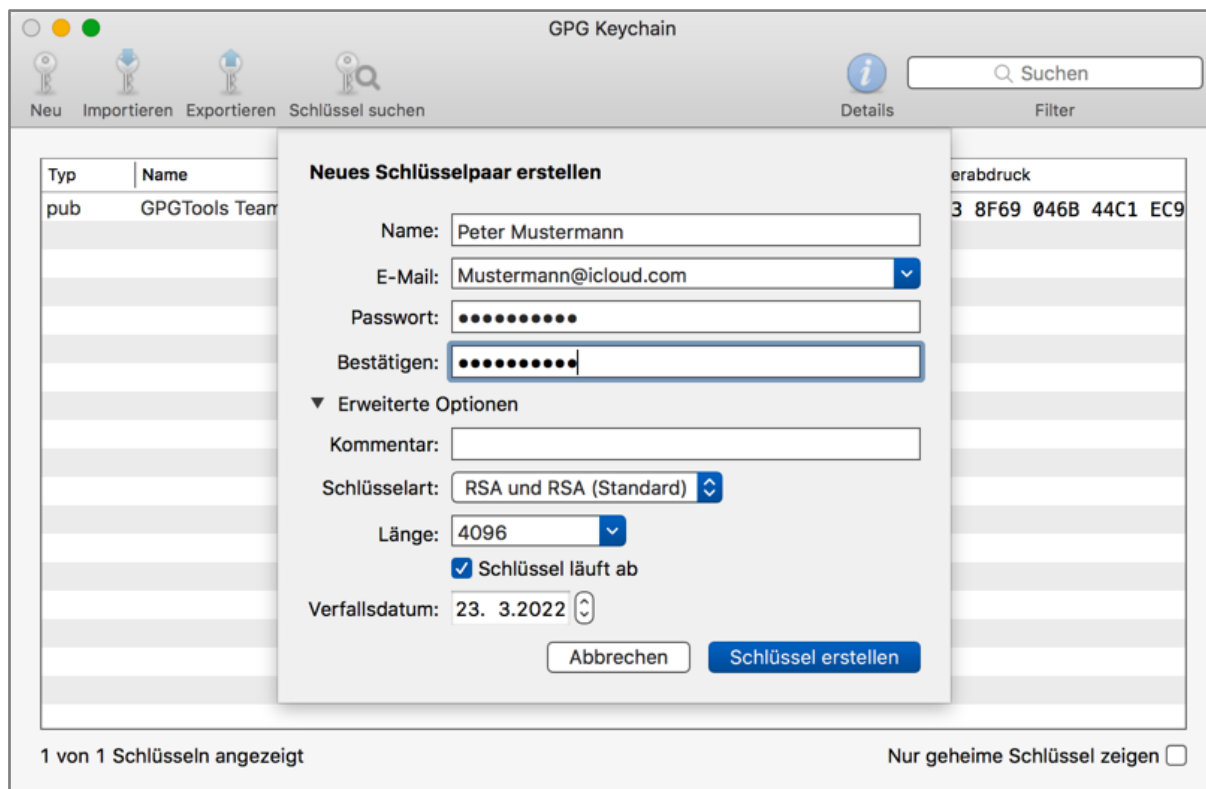 GPG Keychain
Neu Importieren Exportieren Schlüssel suchen Details Suchen Filter
Typ Name erabdruck
pub GPGTools Team 3 8F69 046B 44C1 EC9
Neues Schlüsselpaar erstellen
Name: Peter Mustermann
E-Mail: Mustermann@icloud.com
Passwort: ●●●●●●●●●●
Bestätigen: ●●●●●●●●●●
Erweiterte Optionen
Kommentar:
Schlüsselart: RSA und RSA (Standard)
Länge: 4096
Schlüssel läuft ab
Verfallsdatum: 23. 3.2022
Abbrechen Schlüssel erstellen
1 von 1 Schlüsseln angezeigt Nur geheime Schlüssel zeigen